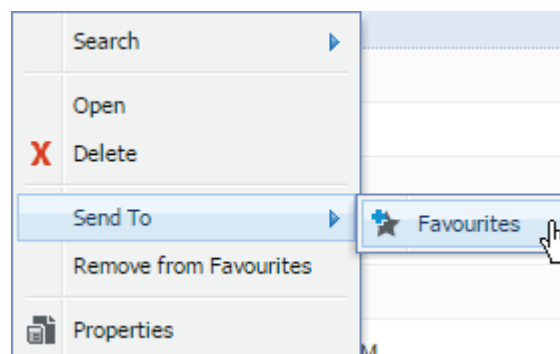 Search
Open
Delete
Send To
Favourites
Remove from Favourites
Properties